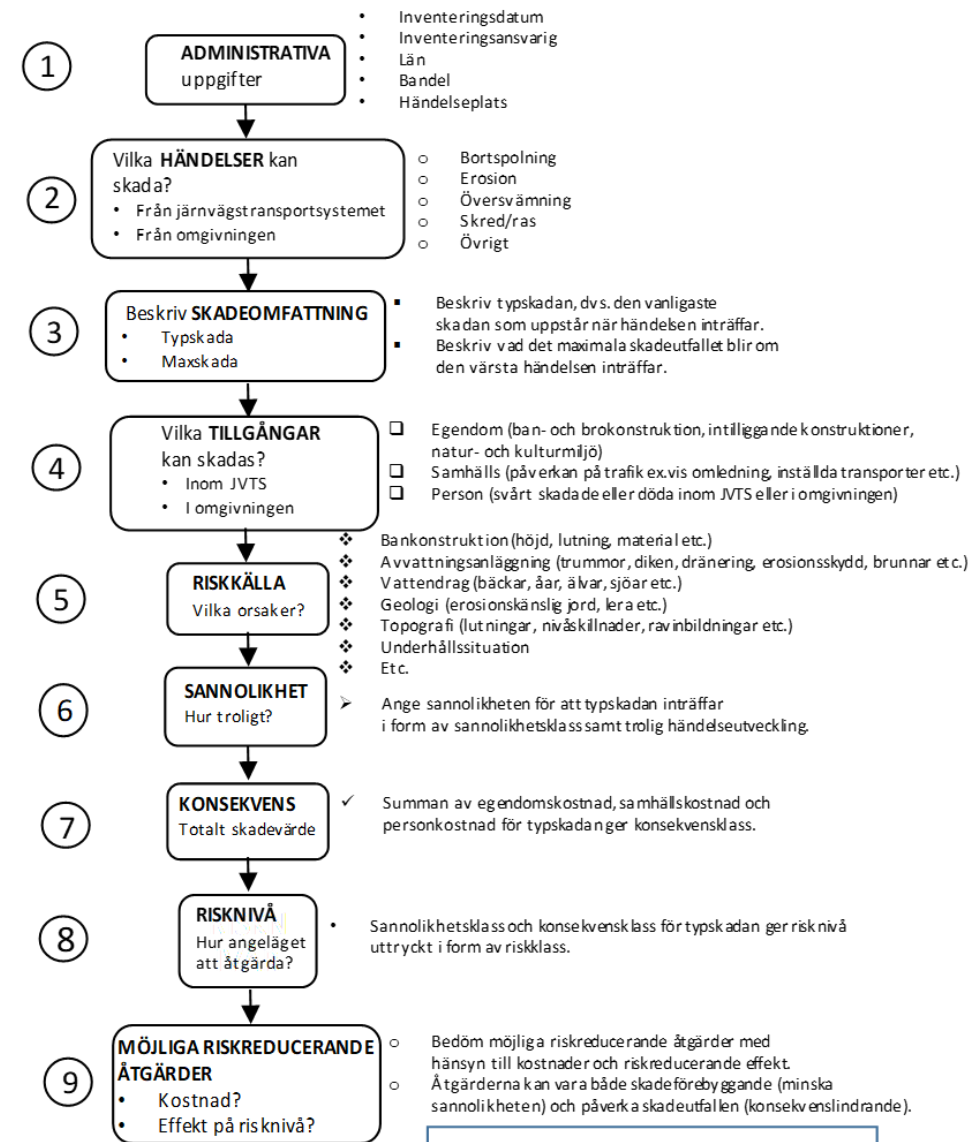 1
ADMINISTRATIVA
uppgifter
• Inventeringsdatum
• Inventeringsansvarig
• Län
• Bandel
• Händelseplats
2
Vilka HÄNDELSER kan
skada?
• Från järnvägstransportsystemet
• Från omgivningen
o Bortspolning
o Erosion
o Översvämning
o Skred/ras
o Övrigt
3
Beskriv SKADEOMFATTNING
• Typskada
• Maxskada
▪ Beskriv typskadan, dvs. den vanligaste
skadan som uppstår när händelsen inträffar.
▪ Beskriv vad det maximala skadeutfallet blir om
den värsta händelsen inträffar.
4
Vilka TILLGÅNGAR
kan skadas?
• Inom JVTS
• I omgivningen
❑ Egendom (ban- och brokonstruktion, intilliggande konstruktioner,
natur- och kulturmiljö)
❑ Samhälls (påverkan på trafik ex.vis omledning, inställda transporter etc.)
❑ Person (svårt skadade eller döda inom JVTS eller i omgivningen)
5
RISKKÄLLA
Vilka orsaker?
❖ Bankonstruktion (höjd, lutning, material etc.)
❖ Avvattningsanläggning (trummor, diken, dränering, erosionsskydd, brunnar etc.)
❖ Vattendrag (bäckar, åar, älvar, sjöar etc.)
❖ Geologi (erosionskänslig jord, lera etc.)
❖ Topografi (lutningar, nivåskillnader, ravinbildningar etc.)
❖ Underhållssituation
❖ Etc.
6
SANNOLIKHET
Hur troligt?
➢ Ange sannolikheten för att typskadan inträffar
i form av sannolikhetsklass samt trolig händelseutveckling.
7
KONSEKVENS
Totalt skadevärde
✓ Summan av egendomskostnad, samhällskostnad och
personkostnad för typskadan ger konsekvensklass.
8
RISKNIVÅ
Hur angeläget
att åtgärda?
• Sannolikhetsklass och konsekvensklass för typskadan ger risknivå
uttryckt i form av riskklass.
9
MÖJLIGA RISKREDUCERANDE
ÅTGÄRDER
• Kostnad?
• Effekt på risknivå?
o Bedöm möjliga riskreducerande åtgärder med
hänsyn till kostnader och riskreducerande effekt.
o Åtgärderna kan vara både skadeförebyggande (minska
sannolikheten) och påverka skadeutfallen (konsekvenslindrande).